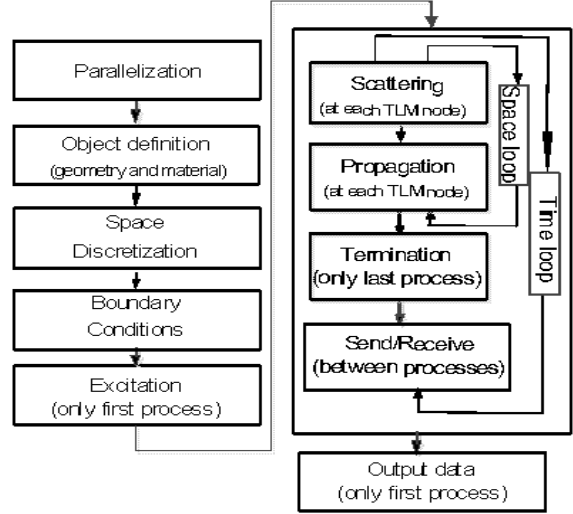 Parallelization
Object definition
(geometry and material)
Space
Discretization
Boundary
Conditions
Excitation
(only first process)
Scattering
(at each TLM node)
Propagation
(at each TLM node)
Termination
(only last process)
Send/Receive
(between processes)
Space loop
Time loop
Output data
(only first process)